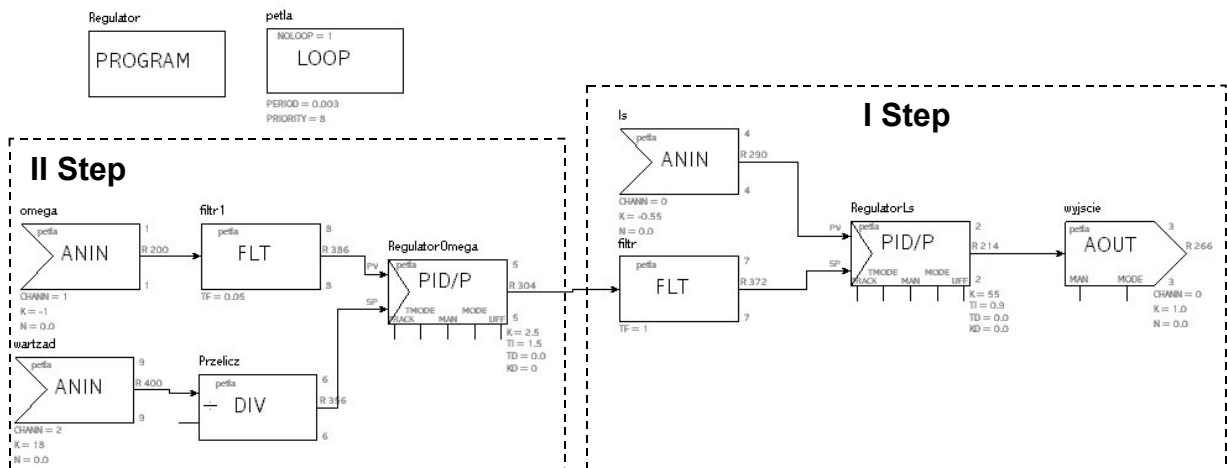 Regulator
PROGRAM
petla
NOLOOP = 1
LOOP
PERIOD = 0.003
PRIORITY = 8
II Step
omega
petla
ANIN
1
R 200
1
CHANN = 1
K = -1
N = 0.0
filtr1
petla
FLT
8
R 386
8
TF = 0.05
wartzad
petla
ANIN
9
R 400
9
CHANN = 2
K = 18
N = 0.0
Przelicz
petla
÷ DIV
6
R 356
6
RegulatorOmega
PV
SP
petla
PID/P
TMODE MODE
TRACK MAN UFF
5
R 304
5
K = 2.5
TI = 1.5
TD = 0.0
KD = 0
I Step
Is
petla
ANIN
4
R 290
4
CHANN = 0
K = -0.55
N = 0.0
filtr
petla
FLT
7
R 372
7
TF = 1
RegulatorLs
PV
SP
petla
PID/P
TMODE MODE
TRACK MAN UFF
2
R 214
2
K = 55
TI = 0.9
TD = 0.0
KD = 0.0
wyjscie
petla
AOUT
MAN MODE
3
R 266
3
CHANN = 0
K = 1.0
N = 0.0